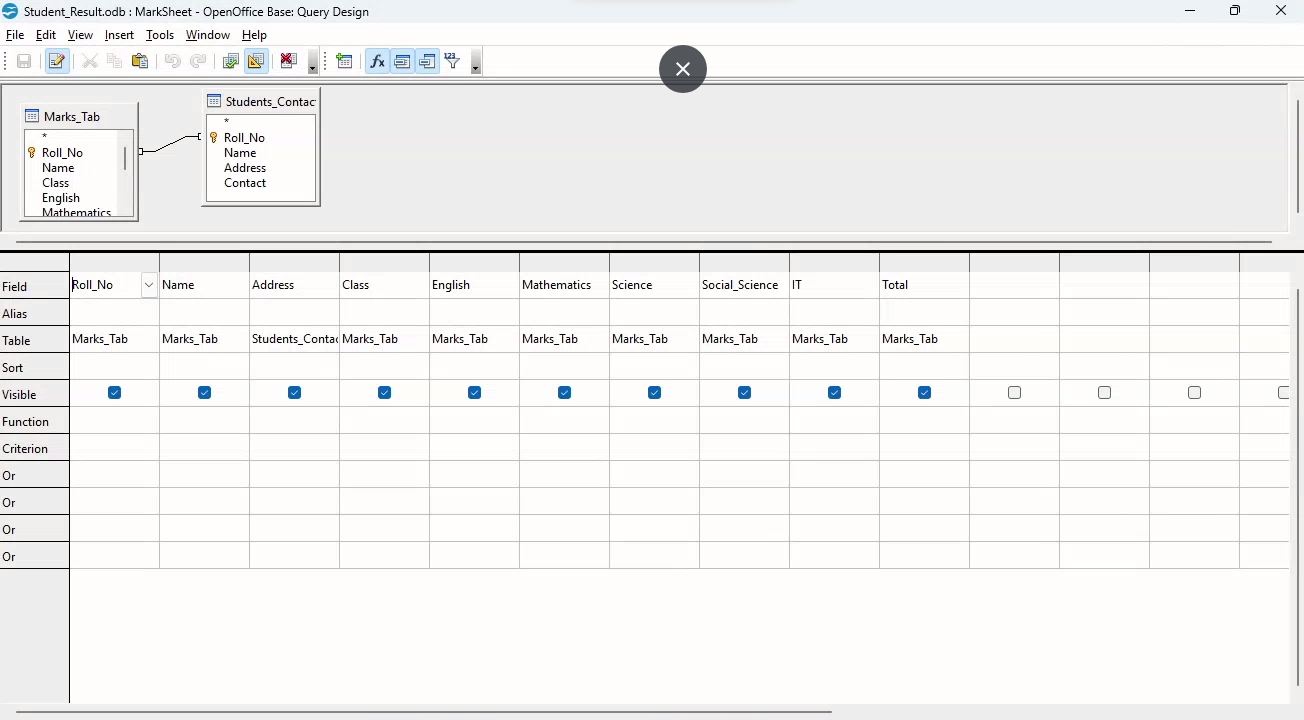 Student_Result.odb : MarkSheet - OpenOffice Base: Query Design
File Edit View Insert Tools Window Help
Marks_Tab
*
Roll_No
Name
Class
English
Mathematics
Students_Contac
*
Roll_No
Name
Address
Contact
Field Roll_No Name Address Class English Mathematics Science Social_Science IT Total
Alias
Table Marks_Tab Marks_Tab Students_Contac Marks_Tab Marks_Tab Marks_Tab Marks_Tab Marks_Tab Marks_Tab Marks_Tab
Sort
Visible
Function
Criterion
Or
Or
Or
Or